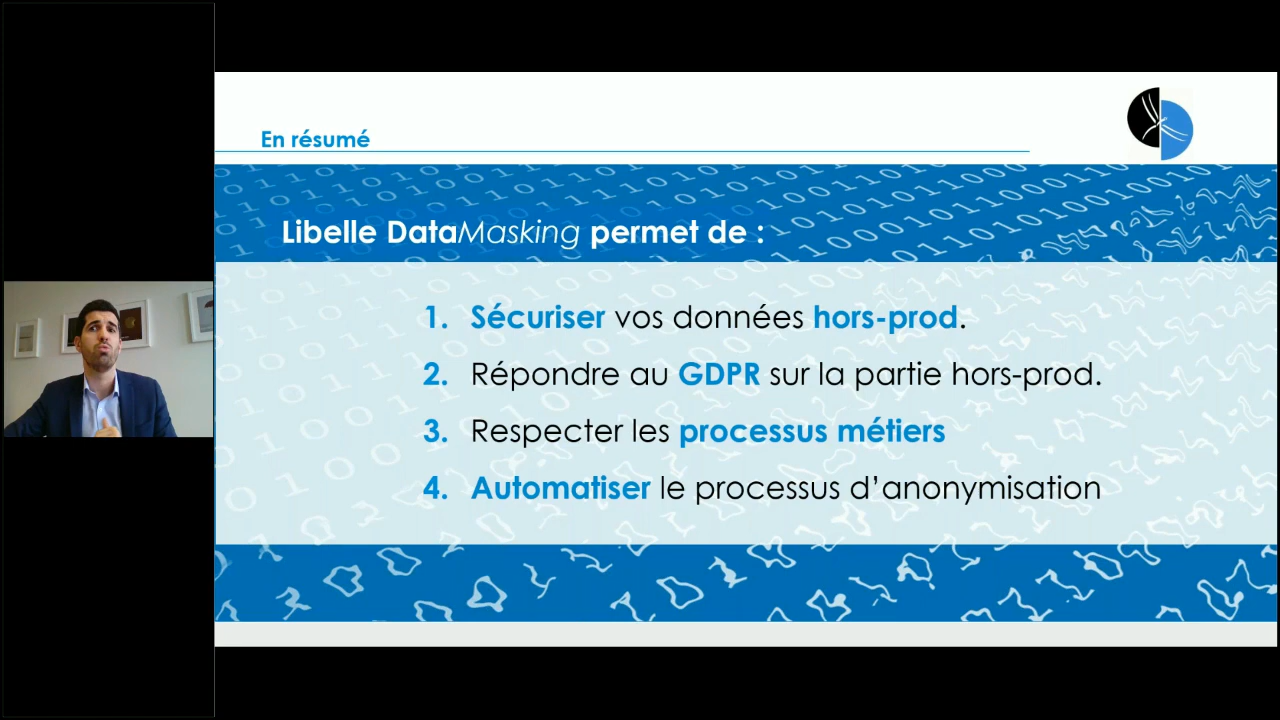 En résumé
Libelle DataMasking permet de :
1. Sécuriser vos données hors-prod.
2. Répondre au GDPR sur la partie hors-prod.
3. Respecter les processus métiers
4. Automatiser le processus d’anonymisation